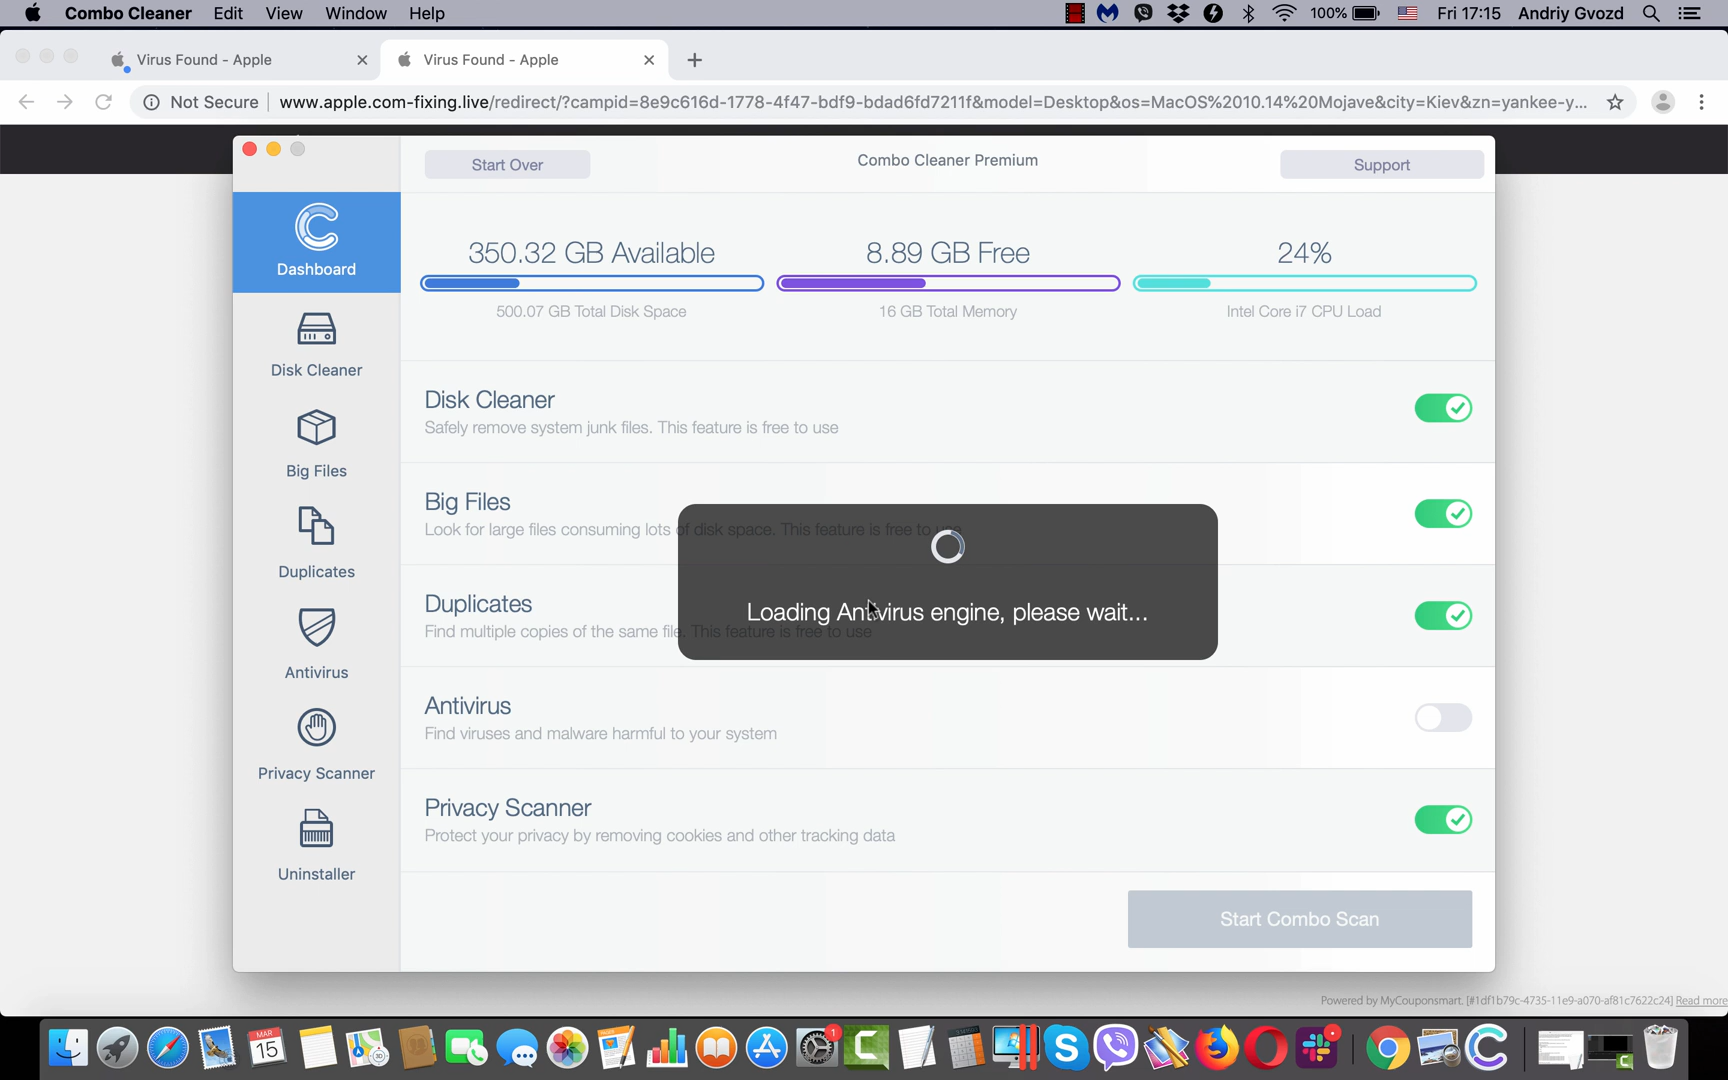 Combo Cleaner Edit View Window Help 100% Fri 17:15 Andriy Gvozd
Virus Found - Apple Virus Found - Apple
Not Secure www.apple.com-fixing.live/redirect/?campid=8e9c616d-1778-4f47-bdf9-bdad6fd7211f&model=Desktop&os=MacOS%2010.14%20Mojave&city=Kiev&zn=yankee-y...
Start Over Combo Cleaner Premium Support
350.32 GB Available 8.89 GB Free 24%
500.07 GB Total Disk Space 16 GB Total Memory Intel Core i7 CPU Load
Dashboard
Disk Cleaner
Big Files
Duplicates
Antivirus
Privacy Scanner
Uninstaller
Disk Cleaner
Safely remove system junk files. This feature is free to use
Big Files
Look for large files consuming lots of disk space. This feature is free to use
Loading Antivirus engine, please wait...
Duplicates
Find multiple copies of the same file. This feature is free to use
Antivirus
Find viruses and malware harmful to your system
Privacy Scanner
Protect your privacy by removing cookies and other tracking data
Start Combo Scan
Powered by MyCouponsmart. [#1df1b79c-4735-11e9-a070-af81c7622c24] Read more
MAR
15
3D
1